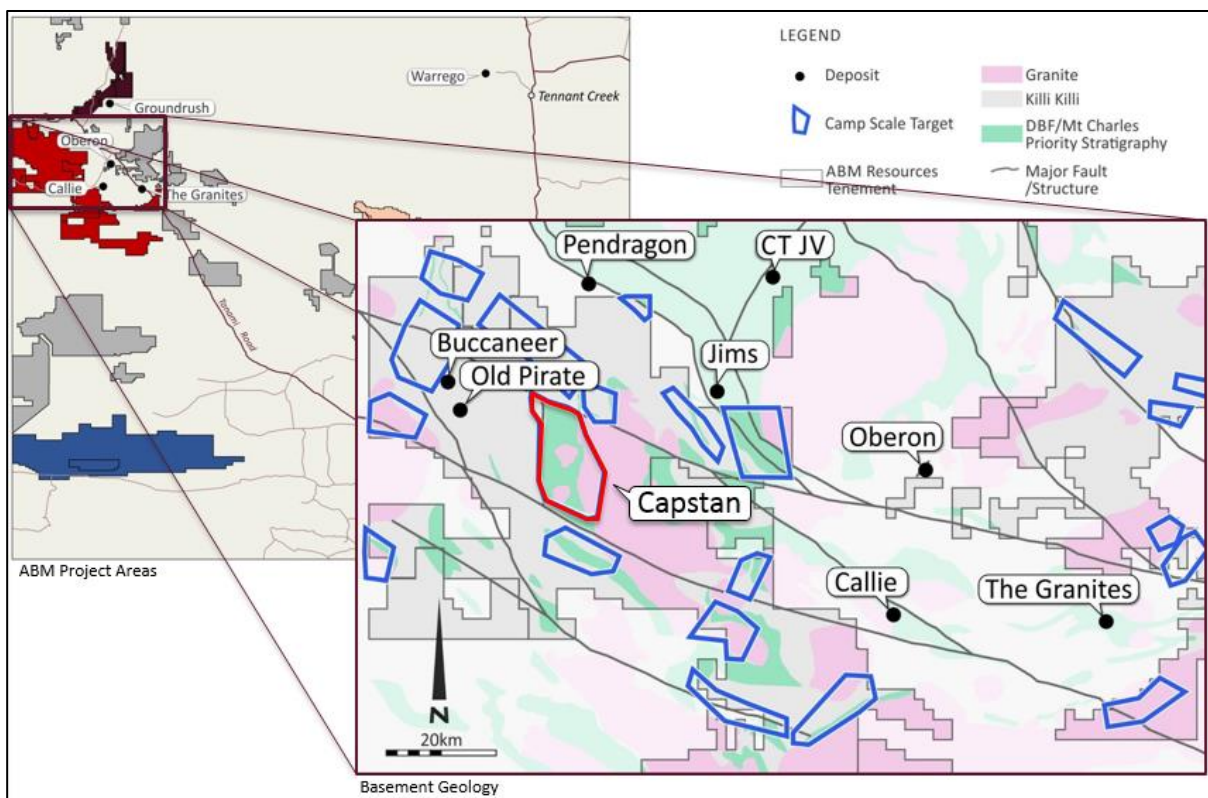 LEGEND
Deposit
Camp Scale Target
ABM Resources
Tenement
Granite
Killi Killi
DBF/Mt Charles
Priority Stratigraphy
Major Fault
/Structure
Warrego
Tennant Creek
Groundrush
Oberon
Callie
The Granites
Tanami Road
ABM Project Areas
Pendragon
CT JV
Buccaneer
Old Pirate
Jims
Oberon
Capstan
Callie
The Granites
N
20km
Basement Geology